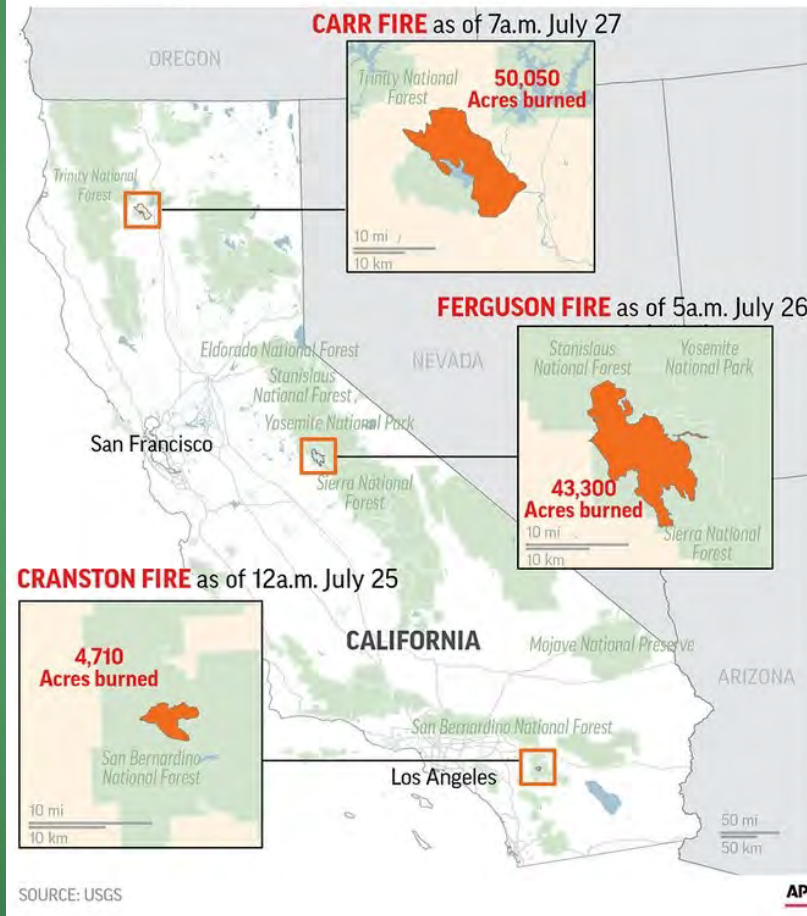 CARR FIRE as of 7a.m. July 27
OREGON
Trinity National
Forest
50,050
Acres burned
10 mi
10 km
Trinity National
Forest
FERGUSON FIRE as of 5a.m. July 26
Stanislaus
National Forest
Yosemite
National Park
43,300
Acres burned
10 mi
10 km
Sierra National
Forest
Eldorado National Forest
NEVADA
Stanislaus
National Forest
Yosemite National Park
San Francisco
Sierra National
Forest
CRANSTON FIRE as of 12a.m. July 25
4,710
Acres burned
San Bernardino
National Forest
10 mi
10 km
CALIFORNIA
Mojave National Preserve
ARIZONA
San Bernardino National Forest
Los Angeles
50 mi
50 km
SOURCE: USGS
AP